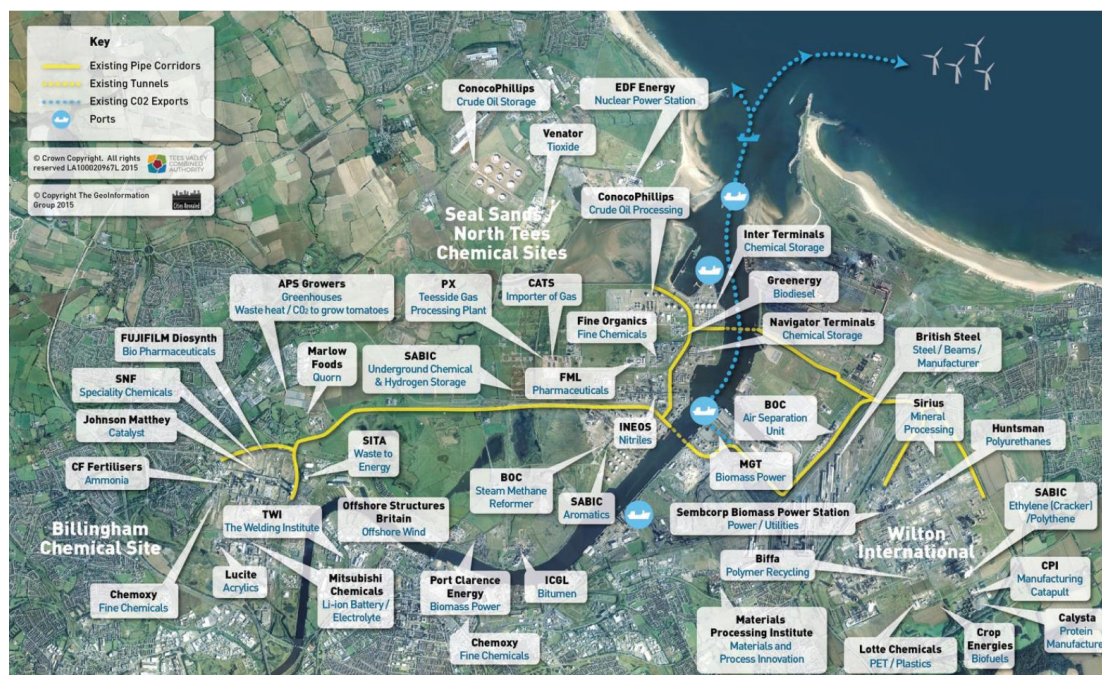 Key
Existing Pipe Corridors
Existing Tunnels
Existing C02 Exports
Ports
© Crown Copyright. All rights
reserved LA100020967L 2015
TEES VALLEY
COMBINED
AUTHORITY
© Copyright The GeoInformation
Group 2015
Cities Revealed
ConocoPhillips
Crude Oil Storage
EDF Energy
Nuclear Power Station
Venator
Tioxide
ConocoPhillips
Crude Oil Processing
Seal Sands /
North Tees
Chemical Sites
Inter Terminals
Chemical Storage
APS Growers
Greenhouses
Waste heat / C02 to grow tomatoes
PX
Teesside Gas
Processing Plant
CATS
Importer of Gas
Greenergy
Biodiesel
Fine Organics
Fine Chemicals
Navigator Terminals
Chemical Storage
FUJIFILM Diosynth
Bio Pharmaceuticals
Marlow
Foods
Quorn
SABIC
Underground Chemical
& Hydrogen Storage
FML
Pharmaceuticals
British Steel
Steel / Beams /
Manufacturer
SNF
Speciality Chemicals
Johnson Matthey
Catalyst
SITA
Waste to
Energy
INEOS
Nitriles
BOC
Air Separation
Unit
Sirius
Mineral
Processing
Huntsman
Polyurethanes
CF Fertilisers
Ammonia
BOC
Steam Methane
Reformer
SABIC
Aromatics
MGT
Biomass Power
SABIC
Ethylene (Cracker)
/Polythene
Billingham
Chemical Site
TWI
The Welding Institute
Offshore Structures
Britain
Offshore Wind
Sembcorp Biomass Power Station
Power / Utilities
Wilton
International
Biffa
Polymer Recycling
CPI
Manufacturing
Catapult
Chemoxy
Fine Chemicals
Lucite
Acrylics
Mitsubishi
Chemicals
Li-ion Battery /
Electrolyte
Port Clarence
Energy
Biomass Power
ICGL
Bitumen
Chemoxy
Fine Chemicals
Materials
Processing Institute
Materials and
Process Innovation
Lotte Chemicals
PET / Plastics
Crop
Energies
Biofuels
Calysta
Protein
Manufacture